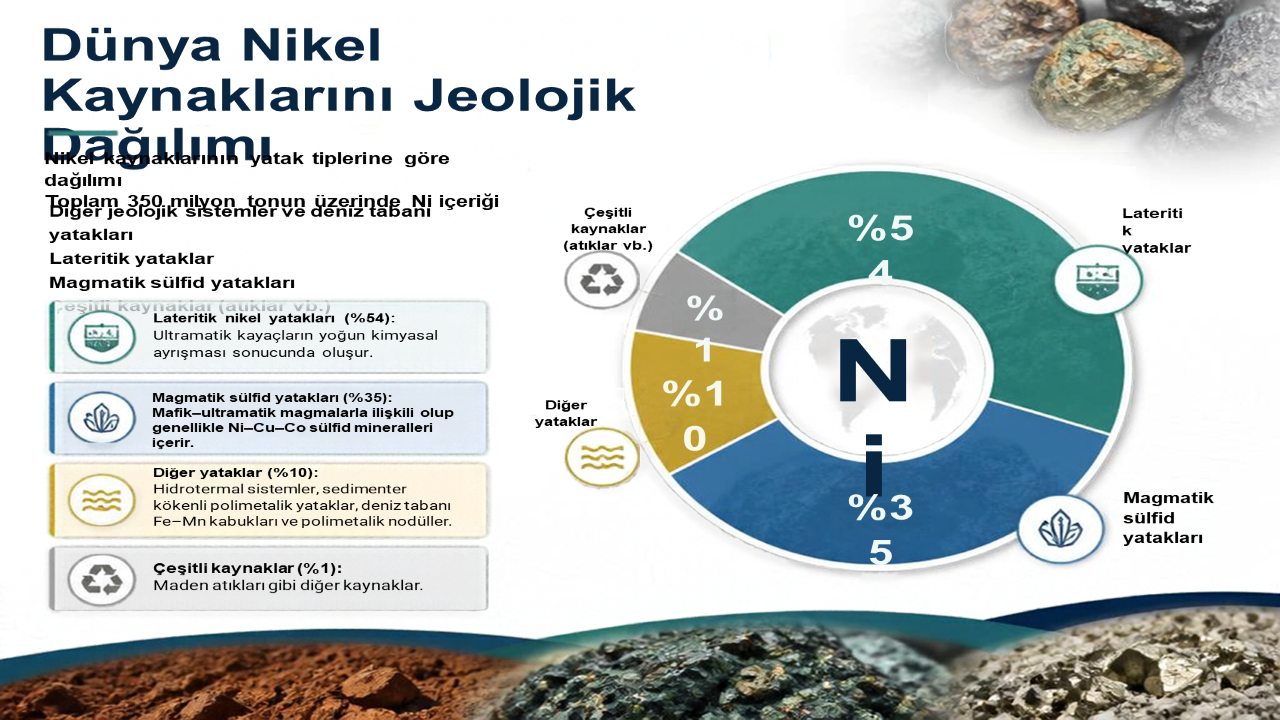 Dünya Nikel
Kaynaklarını Jeolojik
Dağılımı
Nikel kaynaklarının yatak tiplerine göre
dağılımı
Toplam 350 milyon tonun üzerinde Ni içeriği
Diğer jeolojik sistemler ve deniz tabanı
yatakları
Lateritik yataklar
Magmatik sülfid yatakları
Çeşitli kaynaklar (atıklar vb.)
Lateritik nikel yatakları (%54):
Ultramatik kayaçların yoğun kimyasal
ayrışması sonucunda oluşur.
Magmatik sülfid yatakları (%35):
Mafik–ultramatik magmalarla ilişkili olup
genellikle Ni–Cu–Co sülfid mineralleri
içerir.
Diğer yataklar (%10):
Hidrotermal sistemler, sedimenter
kökenli polimetalik yataklar, deniz tabanı
Fe–Mn kabukları ve polimetalik nodüller.
Çeşitli kaynaklar (%1):
Maden atıkları gibi diğer kaynaklar.
Çeşitli
kaynaklar
(atıklar vb.)
Diğer
yataklar
%5
4
%
1
%1
0
N
i
%3
5
Lateriti
k
yataklar
Magmatik
sülfid
yatakları